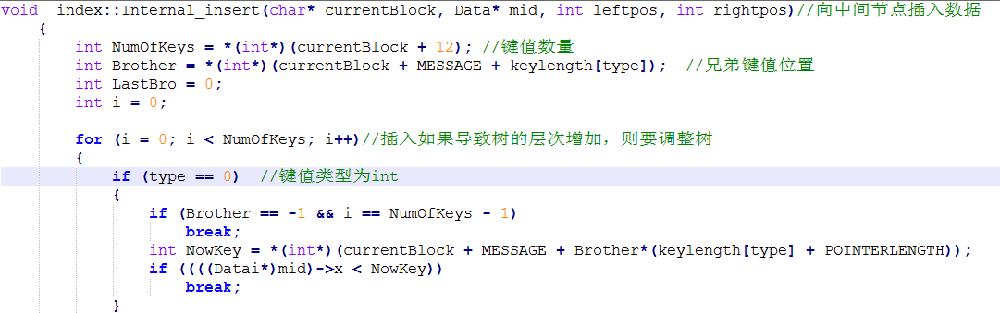 void  index::Internal_insert(char* currentBlock, Data* mid, int leftpos, int rightpos)//向中间节点插入数据
{
int NumOfKeys = *(int*)(currentBlock + 12); //键值数量
int Brother = *(int*)(currentBlock + MESSAGE + keylength[type]);  //兄弟键值位置
int LastBro = 0;
int i = 0;
for (i = 0; i < NumOfKeys; i++)//插入如果导致树的层次增加，则要调整树
{
if (type == 0)  //键值类型为int
{
if (Brother == -1 && i == NumOfKeys - 1)
break;
int NowKey = *(int*)(currentBlock + MESSAGE + Brother*(keylength[type] + POINTERLENGTH));
if ((((Datai*)mid)->x < NowKey))
break;
}